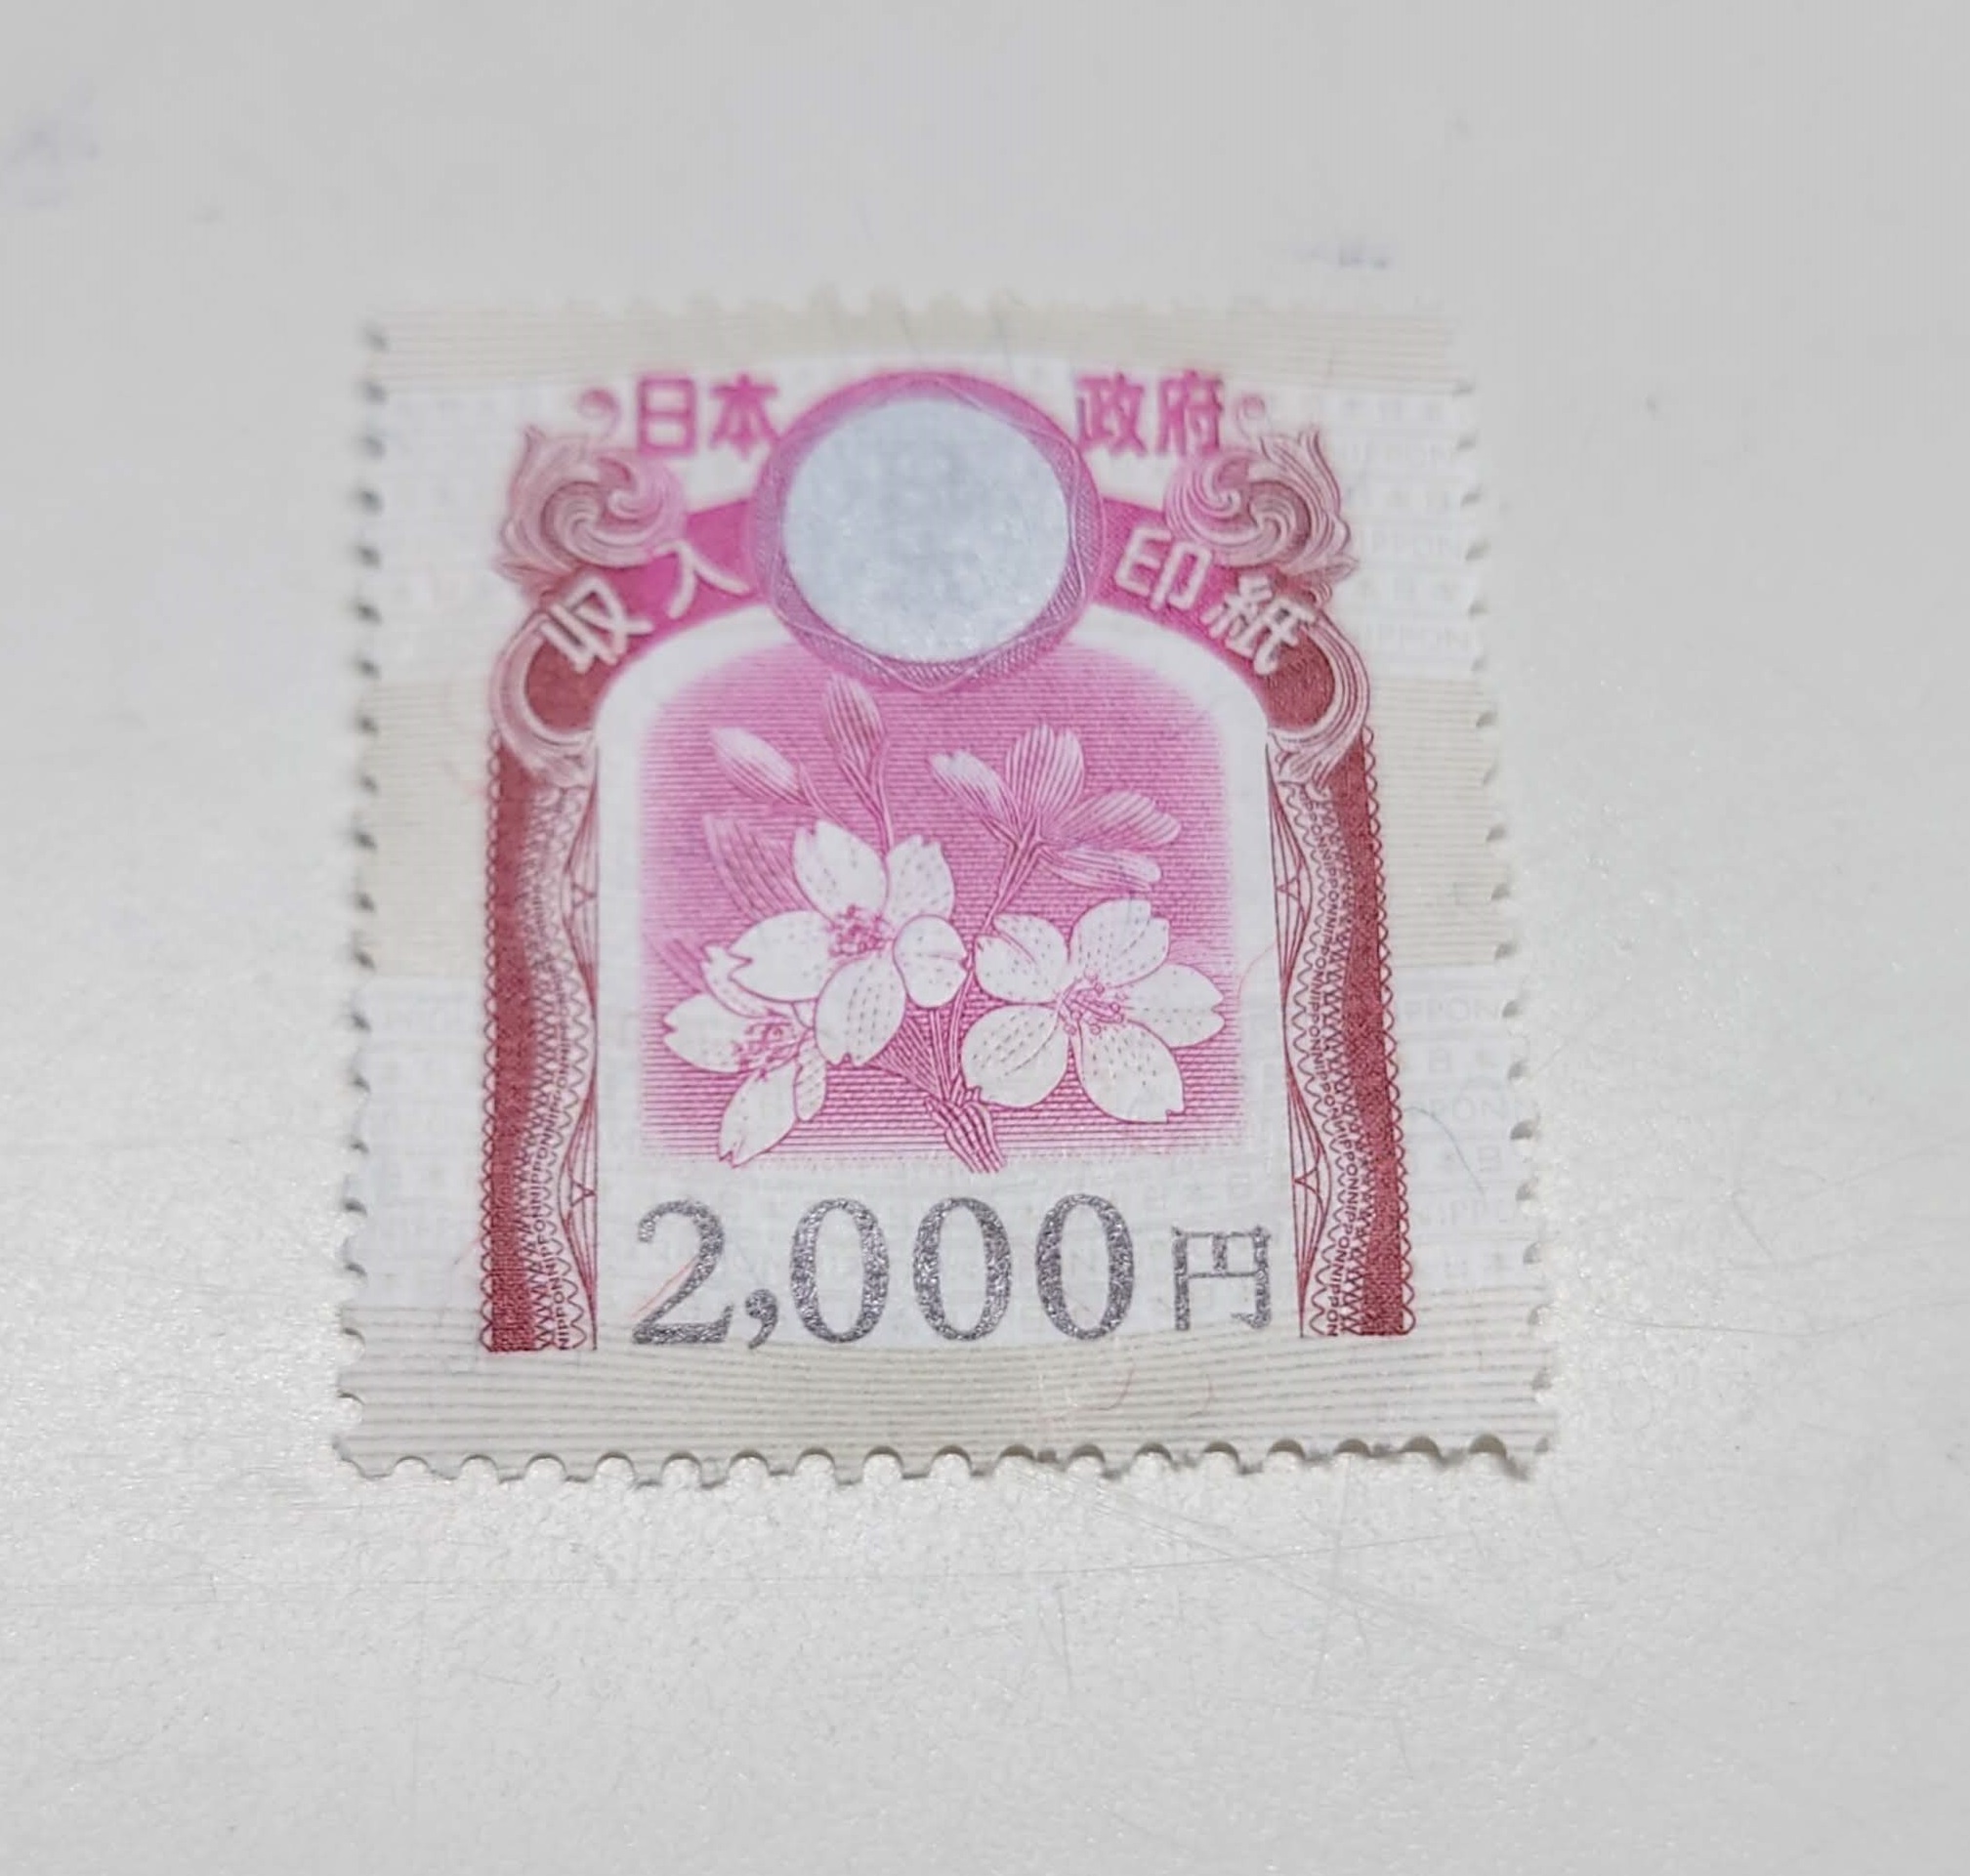 日本 政府
収入印紙
2,000円